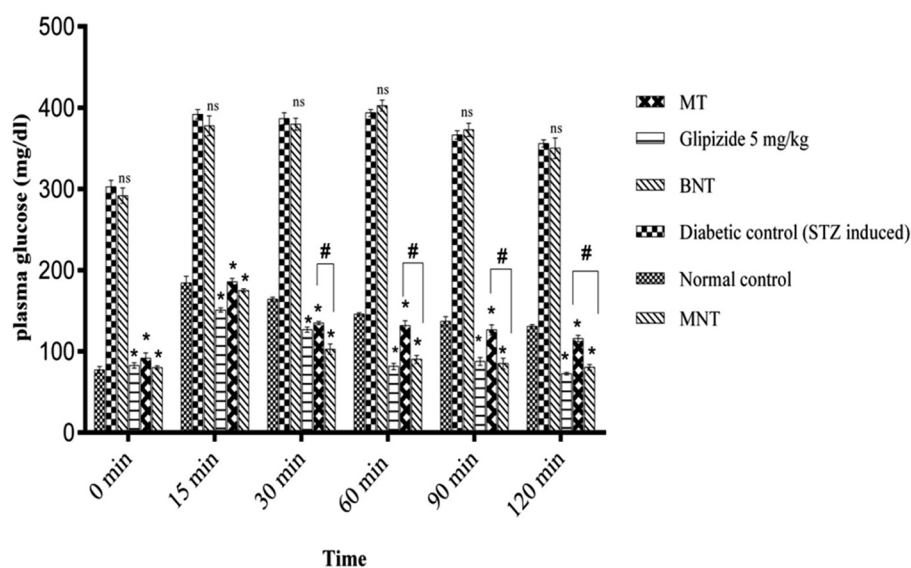 plasma glucose (mg/dl)
500
400
300
200
100
0
ns
* * *
ns
* * *
ns
#
* * *
ns
#
* * *
ns
#
* * *
ns
#
* * *
0 min
15 min
30 min
60 min
90 min
120 min
Time
MT
Glipizide 5 mg/kg
BNT
Diabetic control (STZ induced)
Normal control
MNT